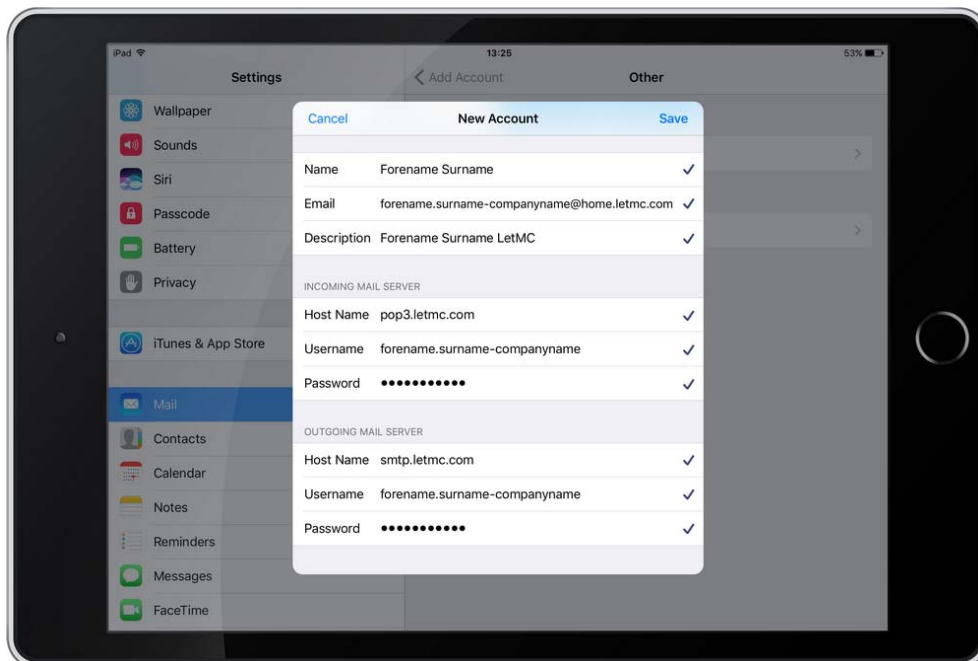 iPad 13:25 53%
Settings
Add Account Other
Wallpaper
Sounds
Siri
Passcode
Battery
Privacy
iTunes & App Store
Mail
Contacts
Calendar
Notes
Reminders
Messages
FaceTime
Cancel New Account Save
Name Forename Surname
Email forename.surname-companyname@home.letmc.com
Description Forename Surname LetMC
INCOMING MAIL SERVER
Host Name pop3.letmc.com
Username forename.surname-companyname
Password •••••••••••
OUTGOING MAIL SERVER
Host Name smtp.letmc.com
Username forename.surname-companyname
Password •••••••••••